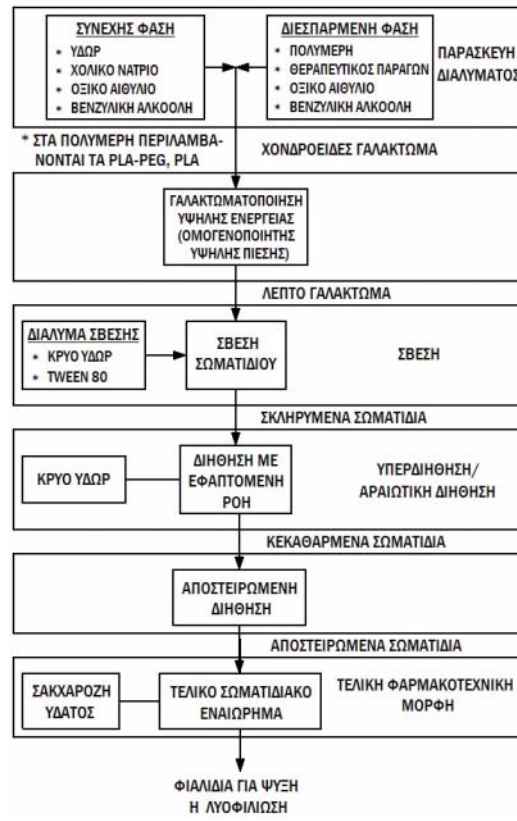 ΣΥΝΕΧΗΣ ΦΑΣΗ
* ΥΔΩΡ
* ΧΟΛΙΚΟ ΝΑΤΡΙΟ
* ΟΞΙΚΟ ΑΙΘΥΛΙΟ
* ΒΕΝΖΥΛΙΚΗ ΑΛΚΟΟΛΗ
ΔΙΕΣΠΑΡΜΕΝΗ ΦΑΣΗ
* ΠΟΛΥΜΕΡΗ
* ΘΕΡΑΠΕΥΤΙΚΟΣ ΠΑΡΑΓΩΝ
* ΟΞΙΚΟ ΑΙΘΥΛΙΟ
* ΒΕΝΖΥΛΙΚΗ ΑΛΚΟΟΛΗ
ΠΑΡΑΣΚΕΥΗ
ΔΙΑΛΥΜΑΤΟΣ
* ΣΤΑ ΠΟΛΥΜΕΡΗ ΠΕΡΙΛΑΜΒΑ-
ΝΟΝΤΑΙ ΤΑ PLA-PEG, PLA
ΧΟΝΔΡΟΕΙΔΕΣ ΓΑΛΑΚΤΩΜΑ
ΓΑΛΑΚΤΩΜΑΤΟΠΟΙΗΣΗ
ΥΨΗΛΗΣ ΕΝΕΡΓΕΙΑΣ
(ΟΜΟΓΕΝΟΠΟΙΗΤΗΣ
ΥΨΗΛΗΣ ΠΙΕΣΗΣ)
ΛΕΠΤΟ ΓΑΛΑΚΤΩΜΑ
ΔΙΑΛΥΜΑ ΣΒΕΣΗΣ
* ΚΡΥΟ ΥΔΩΡ
* TWEEN 80
ΣΒΕΣΗ
ΣΩΜΑΤΙΔΙΟΥ
ΣΒΕΣΗ
ΣΚΛΗΡΥΜΕΝΑ ΣΩΜΑΤΙΔΙΑ
ΚΡΥΟ ΥΔΩΡ
ΔΙΗΘΗΣΗ ΜΕ
ΕΦΑΠΤΟΜΕΝΗ
ΡΟΗ
ΥΠΕΡΔΙΗΘΗΣΗ/
ΑΡΑΙΩΤΙΚΗ ΔΙΗΘΗΣΗ
ΚΕΚΑΘΑΡΜΕΝΑ ΣΩΜΑΤΙΔΙΑ
ΑΠΟΣΤΕΙΡΩΜΕΝΗ
ΔΙΗΘΗΣΗ
ΑΠΟΣΤΕΙΡΩΜΕΝΑ ΣΩΜΑΤΙΔΙΑ
ΣΑΚΧΑΡΟΖΗ
ΥΔΑΤΟΣ
ΤΕΛΙΚΟ ΣΩΜΑΤΙΔΙΑΚΟ
ΕΝΑΙΩΡΗΜΑ
ΤΕΛΙΚΗ ΦΑΡΜΑΚΟΤΕΧΝΙΚΗ
ΜΟΡΦΗ
ΦΙΑΛΙΔΙΑ ΓΙΑ ΨΥΞΗ
Η ΛΥΟΦΙΛΙΩΣΗ